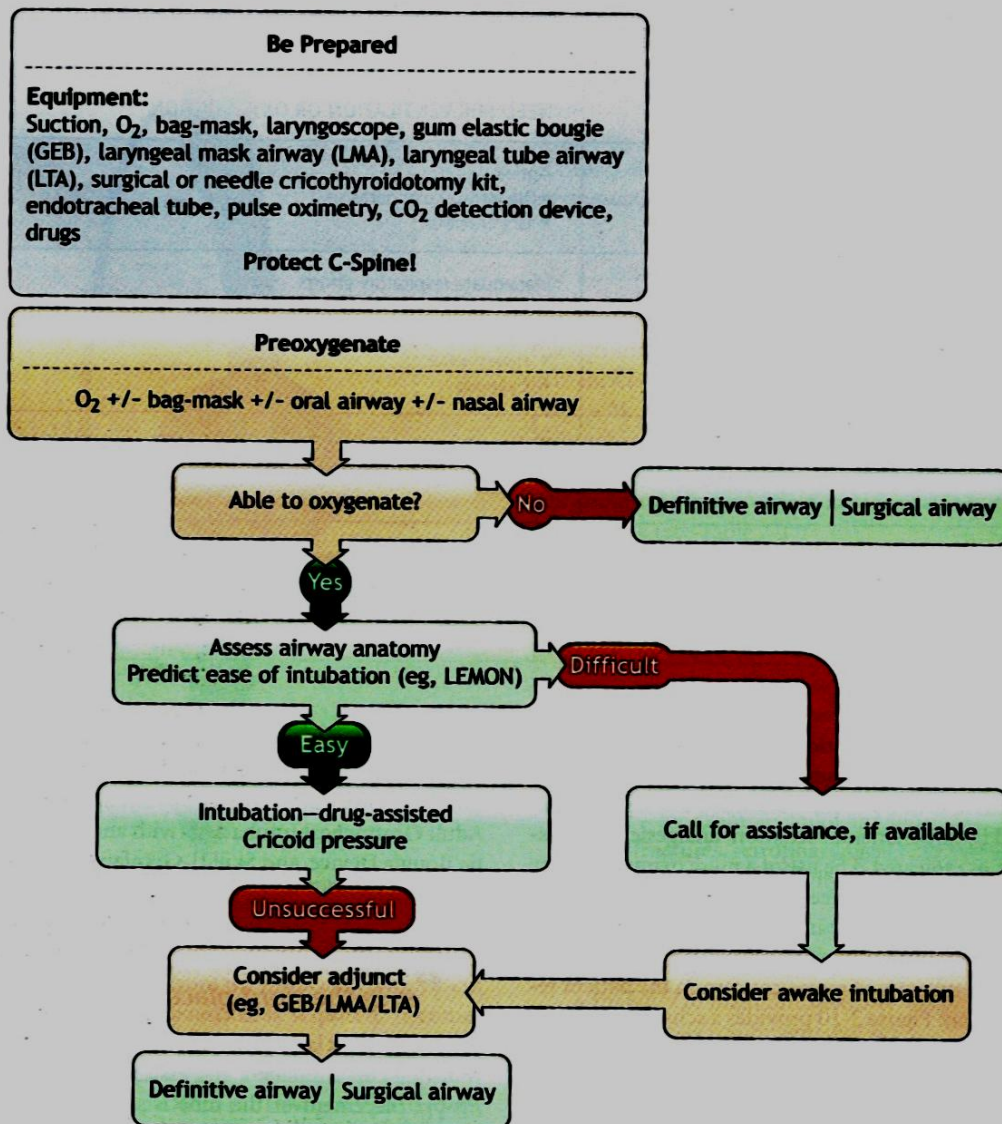 Be Prepared
Equipment:
Suction, O₂, bag-mask, laryngoscope, gum elastic bougie
(GEB), laryngeal mask airway (LMA), laryngeal tube airway
(LTA), surgical or needle cricothyroidotomy kit,
endotracheal tube, pulse oximetry, CO₂ detection device,
drugs
Protect C-Spine!
Preoxygenate
O₂ +/- bag-mask +/- oral airway +/- nasal airway
Able to oxygenate?
No
Definitive airway | Surgical airway
Yes
Assess airway anatomy
Predict ease of intubation (eg, LEMON)
Difficult
Easy
Intubation—drug-assisted
Cricoid pressure
Call for assistance, if available
Unsuccessful
Consider adjunct
(eg, GEB/LMA/LTA)
Consider awake intubation
Definitive airway | Surgical airway